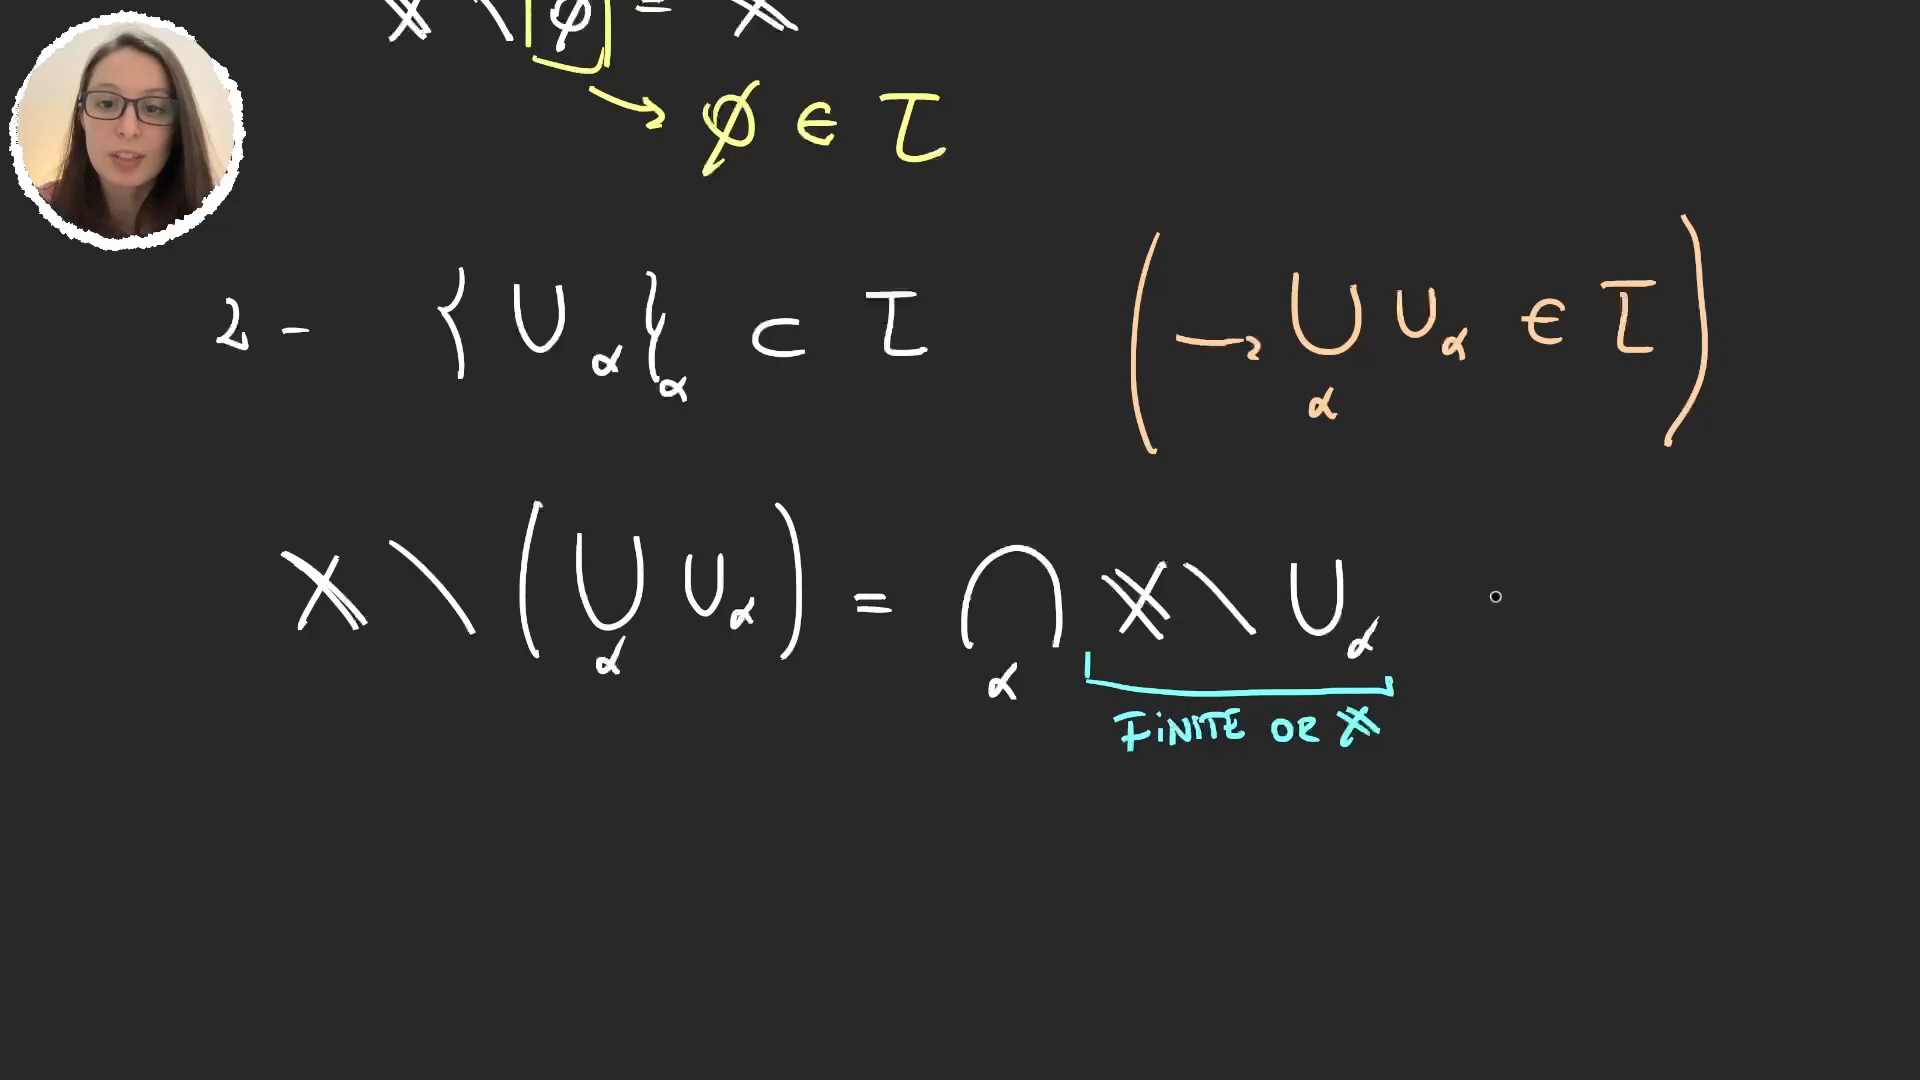 X \ ϕ = X
→ ϕ ∈ τ
2 - { U_α }_α ⊂ τ ( → ⋃_α U_α ∈ τ )
X \ ( ⋃_α U_α ) = ⋂_α X \ U_α
FINITE OR X